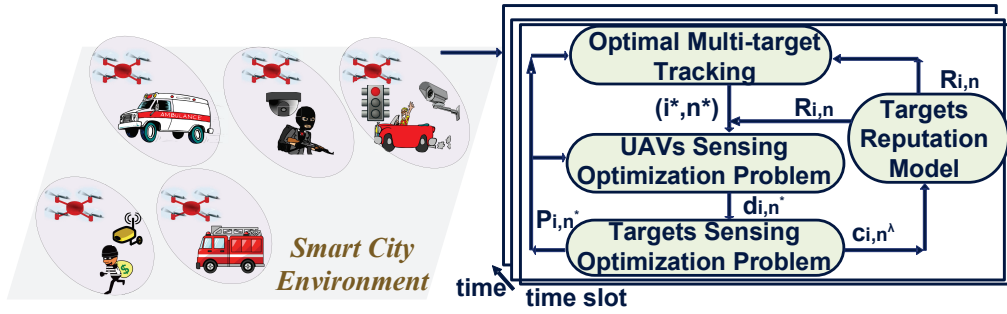 AMBULANCE
$
Smart City
Environment
Optimal Multi-target
Tracking
(i*,n*)
Ri,n
Ri,n
Targets
Reputation
Model
UAVs Sensing
Optimization Problem
Pi,n*
di,n*
Targets Sensing
Optimization Problem
ci,nλ
time
time slot